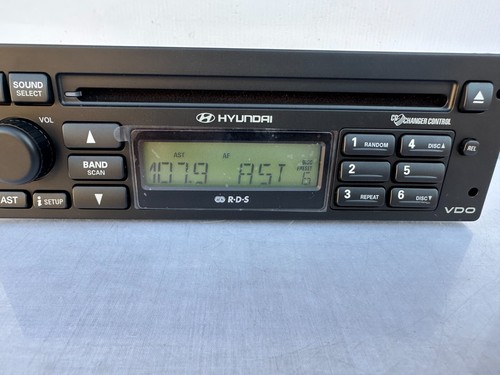 SOUND
SELECT
VOL
HYUNDAI
CD CHANGER CONTROL
BAND
SCAN
AST
SETUP
AST AF
107.9 AST
6
R·D·S
1 RANDOM
4 DISC
2
5
3 REPEAT
6 DISC
REL
VDO